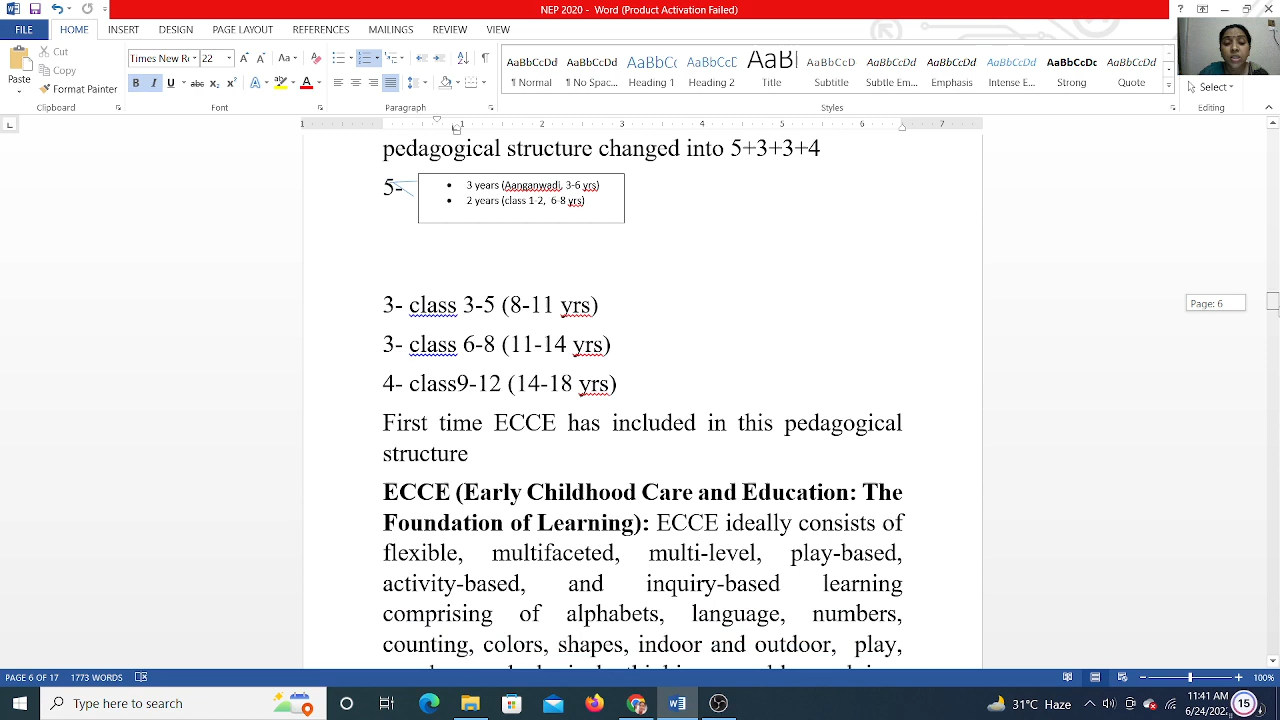 NEP 2020 - Word (Product Activation Failed)
FILE HOME INSERT DESIGN PAGE LAYOUT REFERENCES MAILINGS REVIEW VIEW
Paste
Cut
Copy
Format Painter
Clipboard
Times New R 22
Font
Paragraph
AaBbCcDd AaBbCcDd AaBbCc AaBbCcC AaB AaBbCcD AaBbCcDd AaBbCcDd AaBbCcDd AaBbCcDc AaBbCcDd
¶ Normal ¶ No Spac... Heading 1 Heading 2 Title Subtitle Subtle Em... Emphasis Intense E... Strong Quote
Styles
Select
Editing
1 1 2 3 4 5 6 7
pedagogical structure changed into 5+3+3+4
5-
• 3 years (Aanganwadi, 3-6 yrs)
• 2 years (class 1-2, 6-8 yrs)
3- class 3-5 (8-11 yrs)
Page: 6
3- class 6-8 (11-14 yrs)
4- class9-12 (14-18 yrs)
First time ECCE has included in this pedagogical
structure
ECCE (Early Childhood Care and Education: The
Foundation of Learning): ECCE ideally consists of
flexible, multifaceted, multi-level, play-based,
activity-based, and inquiry-based learning
comprising of alphabets, language, numbers,
counting, colors, shapes, indoor and outdoor, play,
PAGE 6 OF 17 1773 WORDS
100%
Type here to search
31°C Haze
ENG
11:41 AM
15